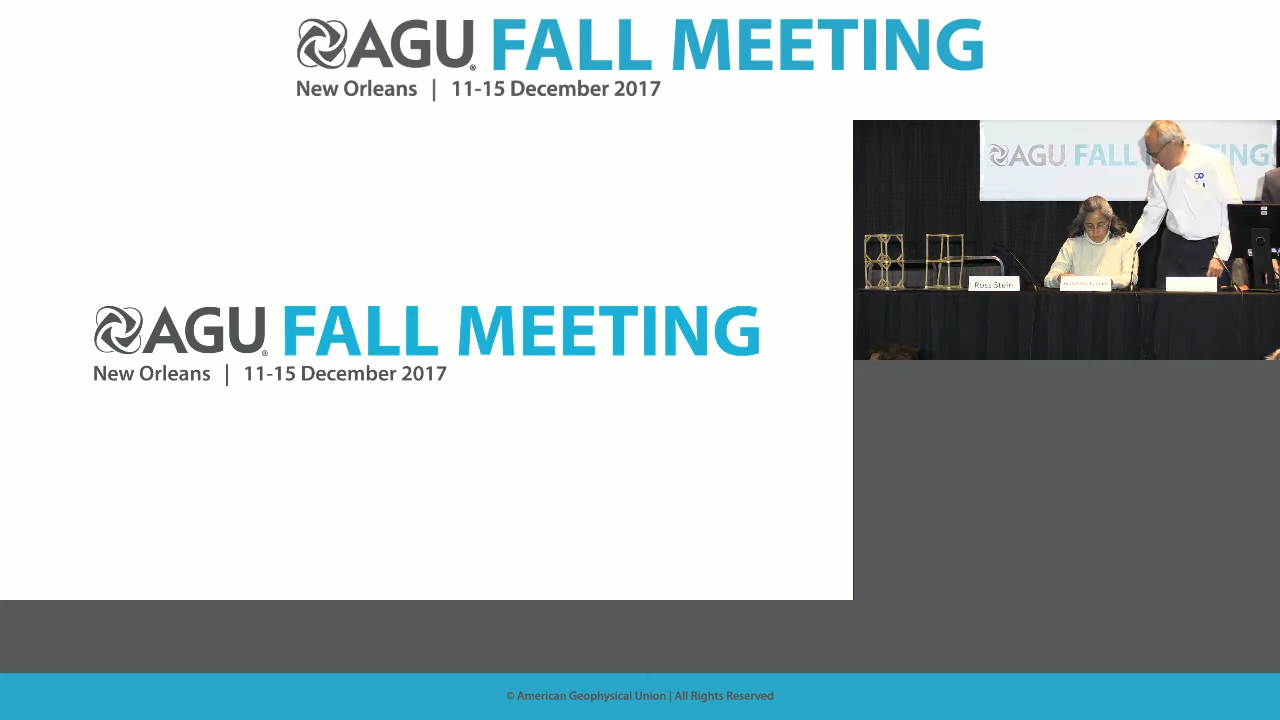 AGU FALL MEETING
New Orleans | 11-15 December 2017
AGU FALL MEETING
AGU FALL MEETING
New Orleans | 11-15 December 2017
Ross Stein
© American Geophysical Union | All Rights Reserved